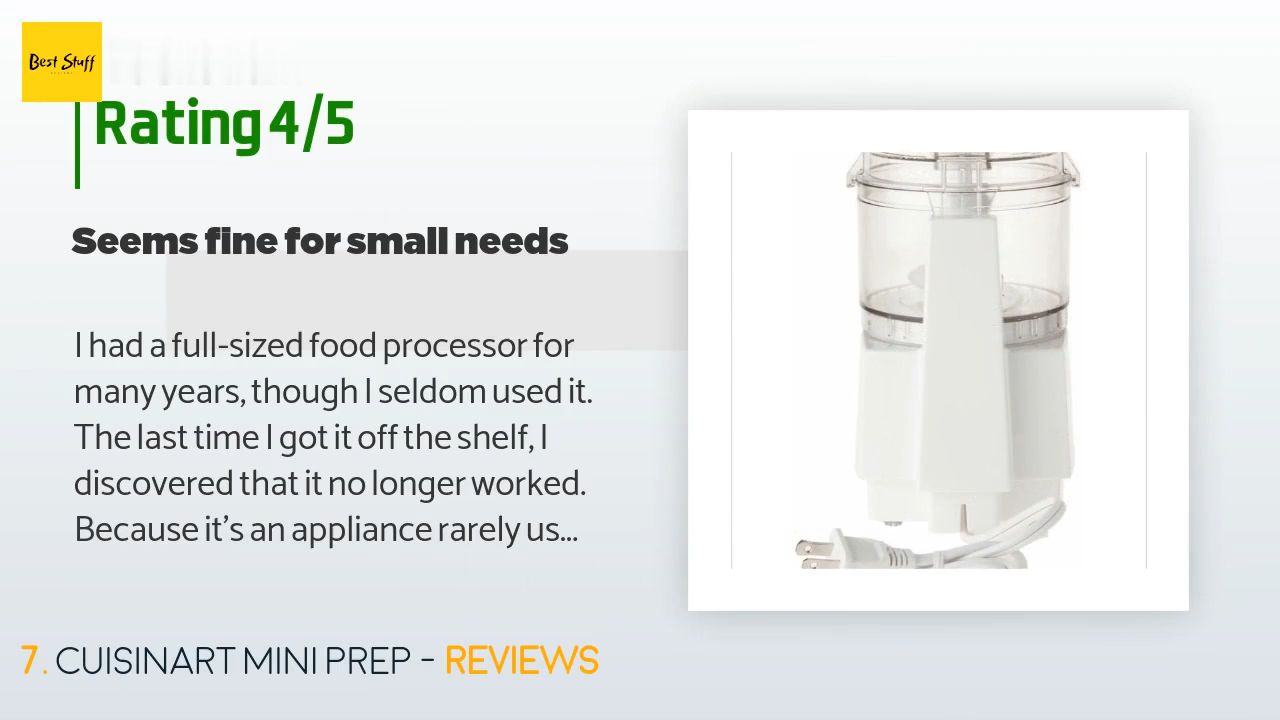 Best Stuff
Rating 4/5
Seems fine for small needs
I had a full-sized food processor for
many years, though I seldom used it.
The last time I got it off the shelf, I
discovered that it no longer worked.
Because it’s an appliance rarely us...
7. CUISINART MINI PREP - REVIEWS